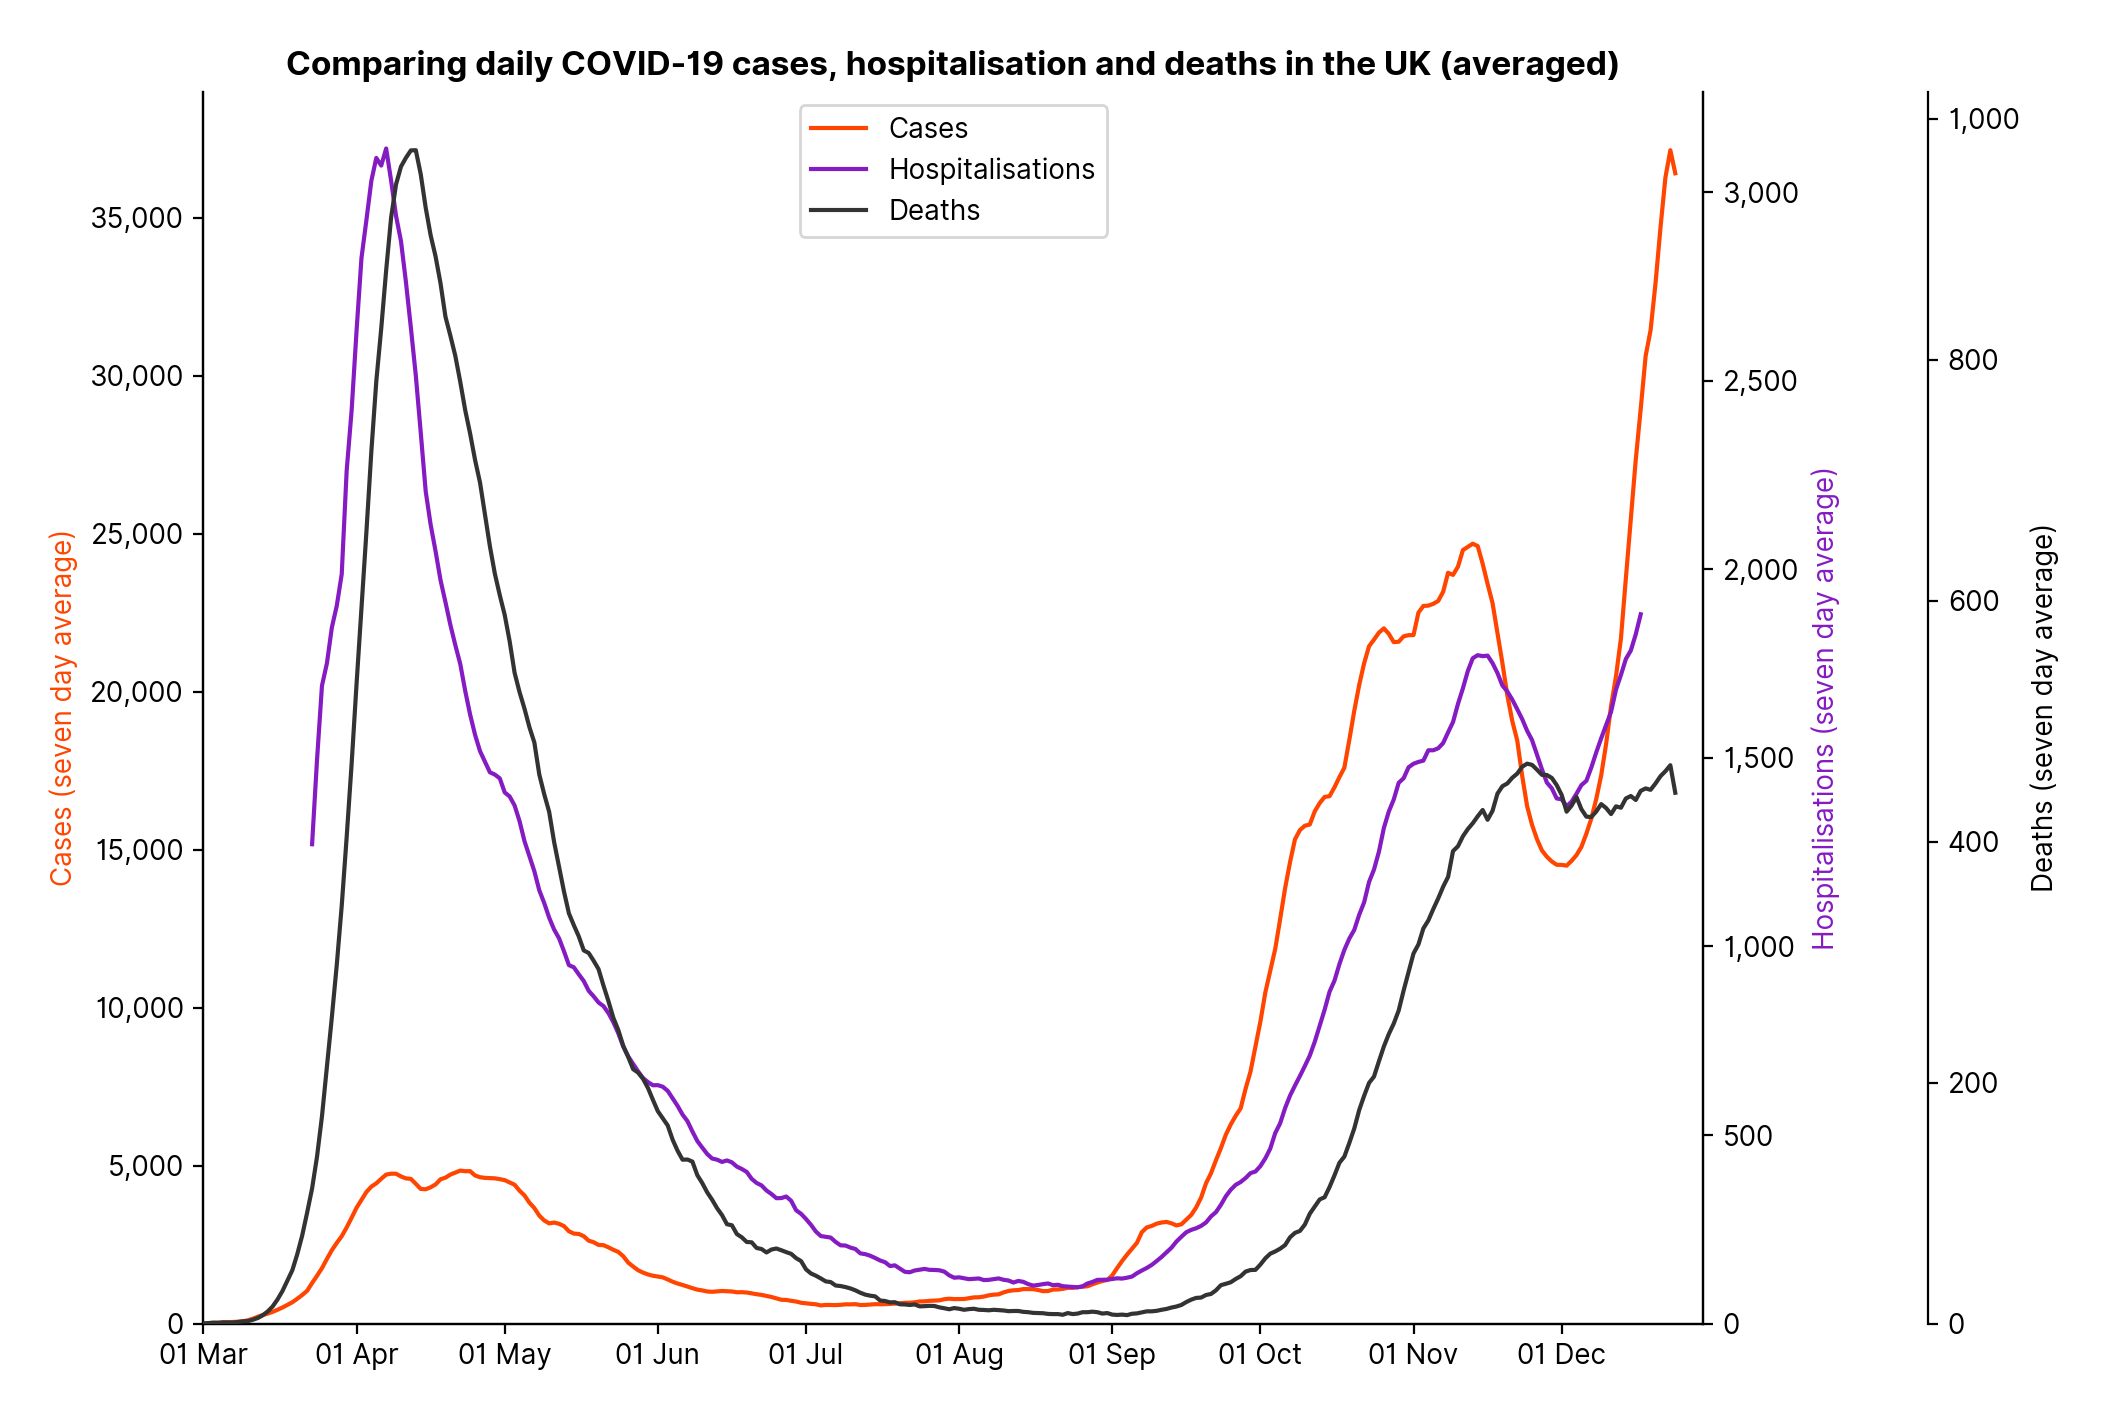 Comparing daily COVID-19 cases, hospitalisation and deaths in the UK (averaged)
Cases
Hospitalisations
Deaths
Cases (seven day average)
35,000
30,000
25,000
20,000
15,000
10,000
5,000
0
3,000
2,500
2,000
1,500
1,000
500
0
Hospitalisations (seven day average)
1,000
800
600
400
200
0
Deaths (seven day average)
01 Mar
01 Apr
01 May
01 Jun
01 Jul
01 Aug
01 Sep
01 Oct
01 Nov
01 Dec